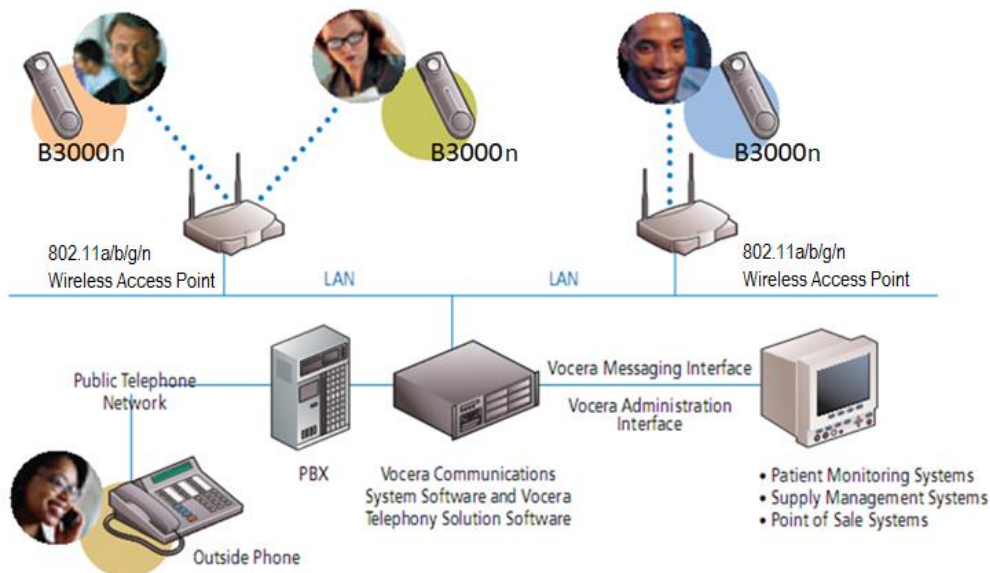 B3000n
B3000n
B3000n
802.11a/b/g/n
Wireless Access Point
LAN
LAN
802.11a/b/g/n
Wireless Access Point
Public Telephone
Network
Vocera Messaging Interface
Vocera Administration
Interface
PBX
Vocera Communications
System Software and Vocera
Telephony Solution Software
• Patient Monitoring Systems
• Supply Management Systems
• Point of Sale Systems
Outside Phone